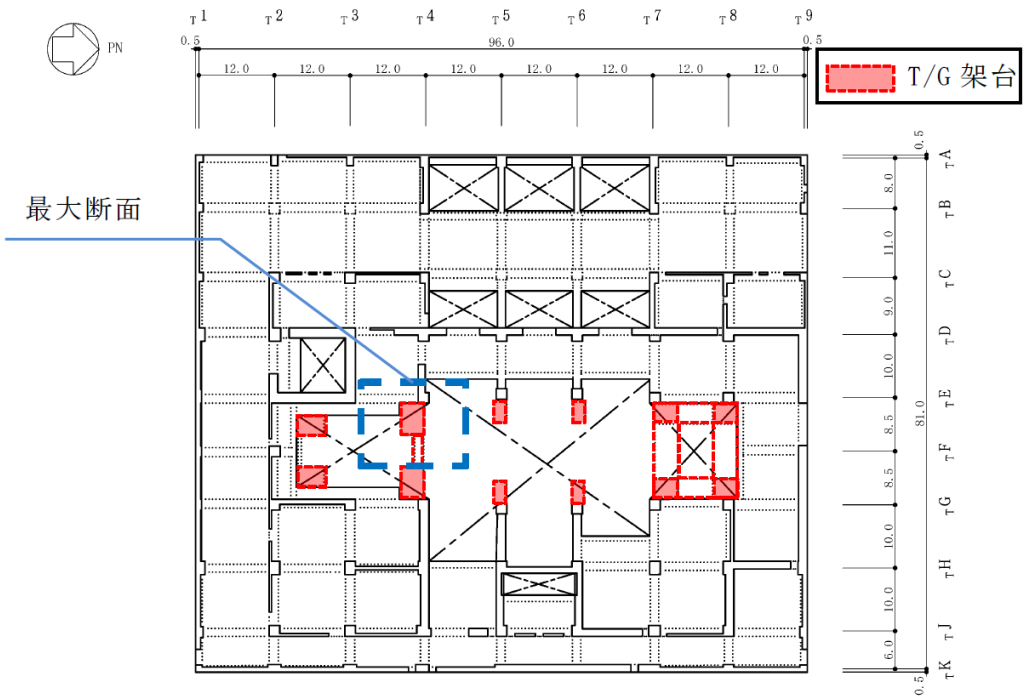 T1 T2 T3 T4 T5 T6 T7 T8 T9
PN
0.5 96.0 0.5
12.0 12.0 12.0 12.0 12.0 12.0 12.0 12.0
T/G 架台
最大断面
0.5
TA
8.0
TB
11.0
TC
9.0
TD
10.0
TE
8.5
81.0
TF
8.5
TG
10.0
TH
10.0
TJ
6.0
TK
0.5